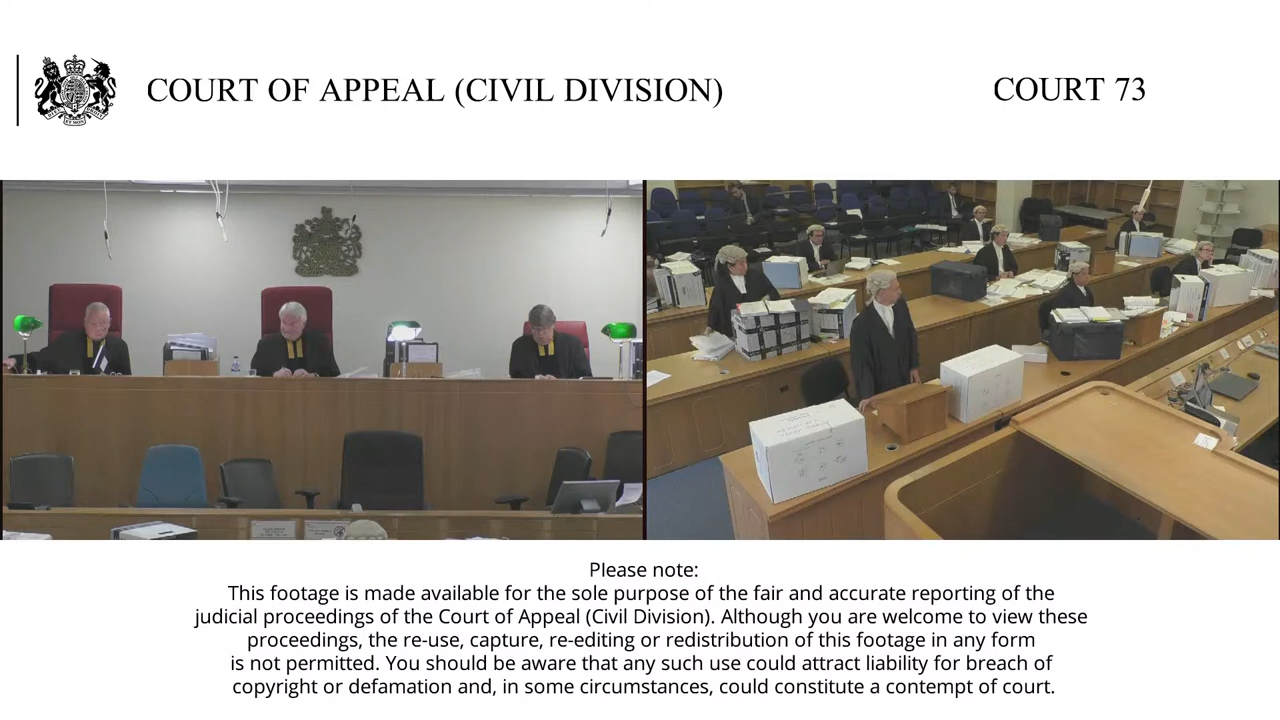 COURT OF APPEAL (CIVIL DIVISION)
COURT 73
Please note:
This footage is made available for the sole purpose of the fair and accurate reporting of the
judicial proceedings of the Court of Appeal (Civil Division). Although you are welcome to view these
proceedings, the re-use, capture, re-editing or redistribution of this footage in any form
is not permitted. You should be aware that any such use could attract liability for breach of
copyright or defamation and, in some circumstances, could constitute a contempt of court.